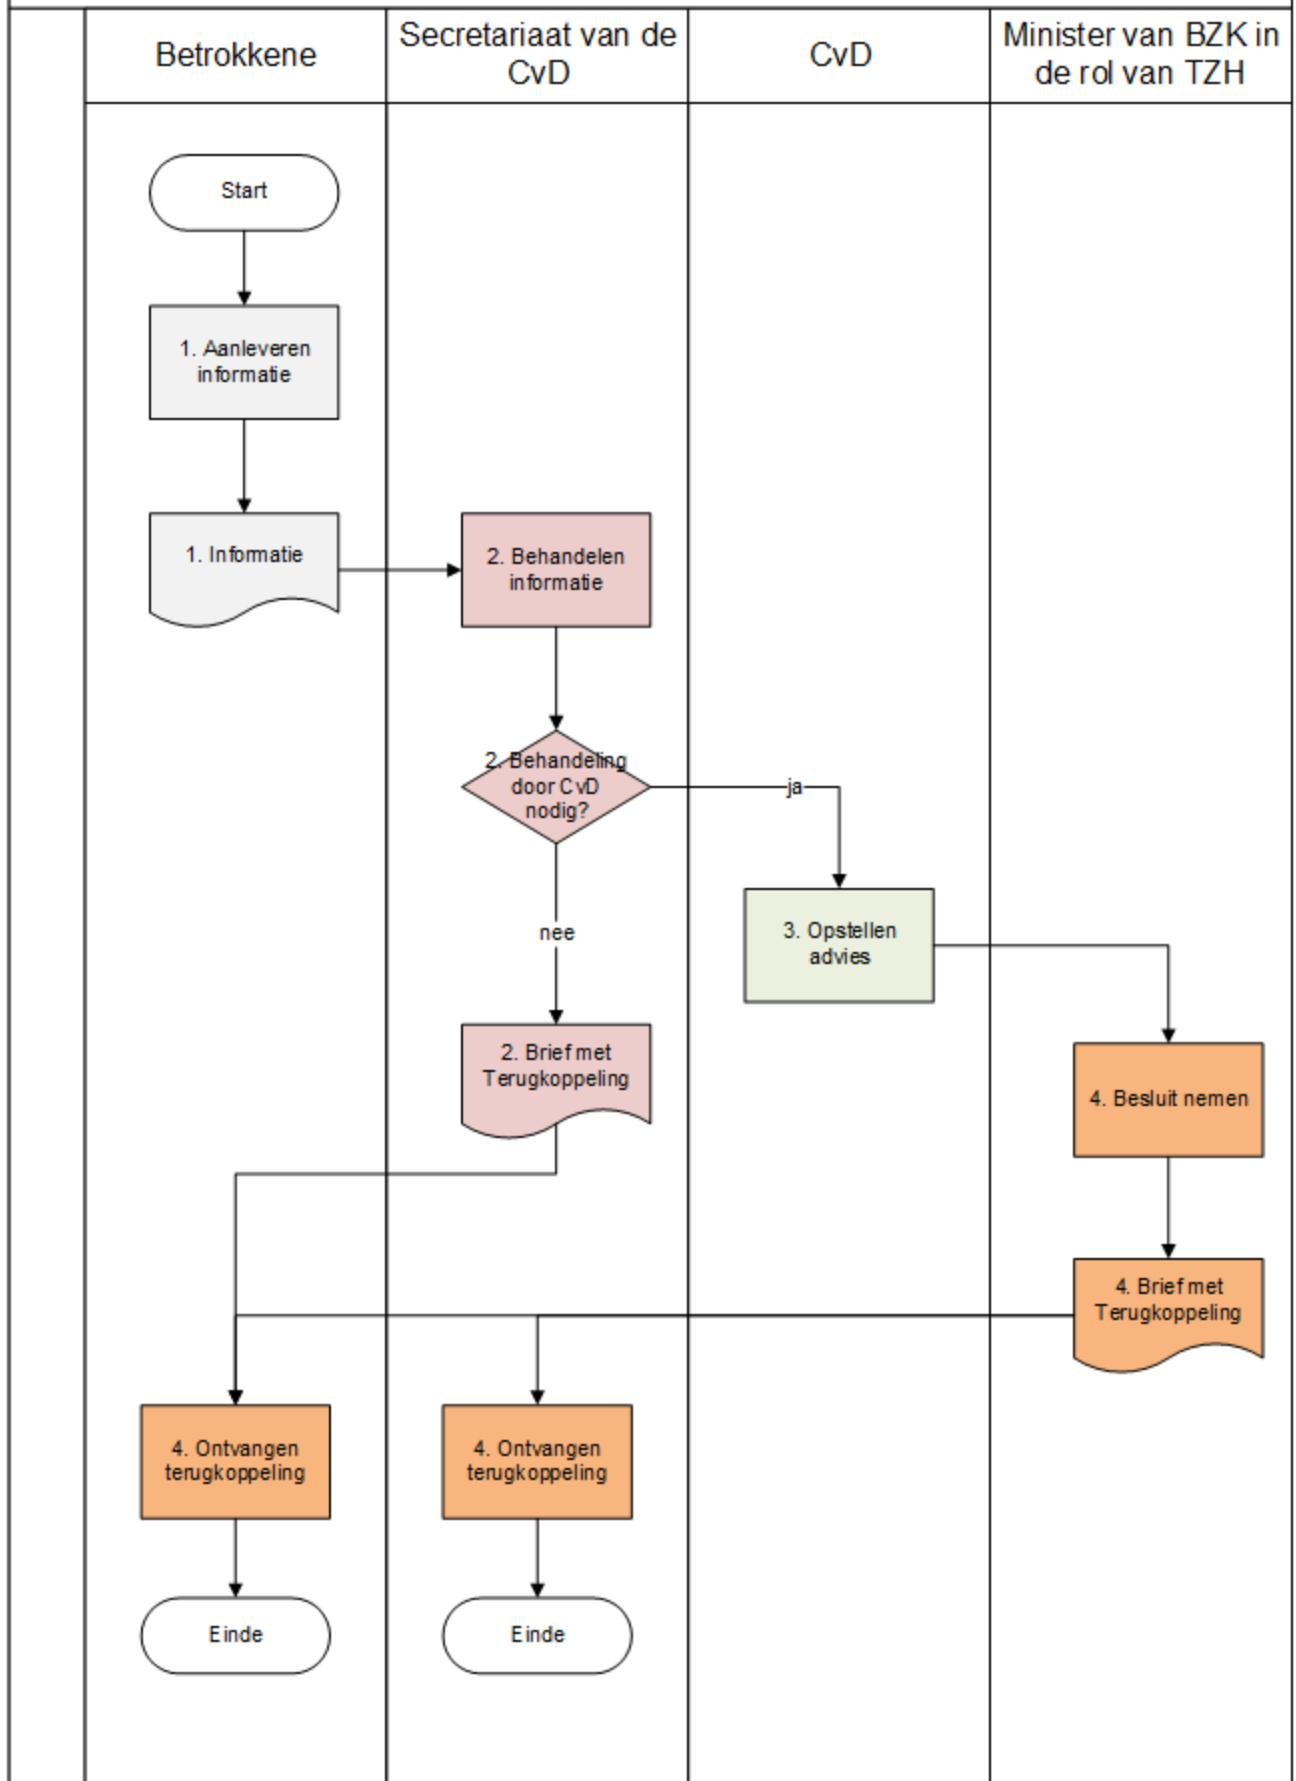 Betrokkene
Secretariaat van de
CvD
CvD
Minister van BZK in
de rol van TZH
Start
1. Aanleveren
informatie
1. Informatie
2. Behandelen
informatie
2. Behandeling
door CvD
nodig?
ja
nee
3. Opstellen
advies
2. Brief met
Terugkoppeling
4. Besluit nemen
4. Brief met
Terugkoppeling
4. Ontvangen
terugkoppeling
4. Ontvangen
terugkoppeling
Einde
Einde